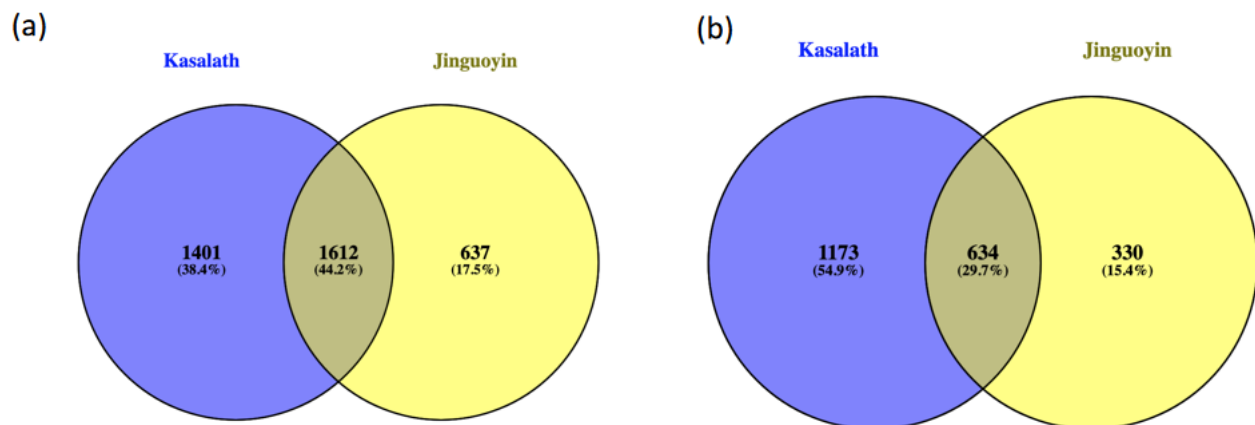 (a)
Kasalath
Jinguoyin
1401
(38.4%)
1612
(44.2%)
637
(17.5%)
(b)
Kasalath
Jinguoyin
1173
(54.9%)
634
(29.7%)
330
(15.4%)